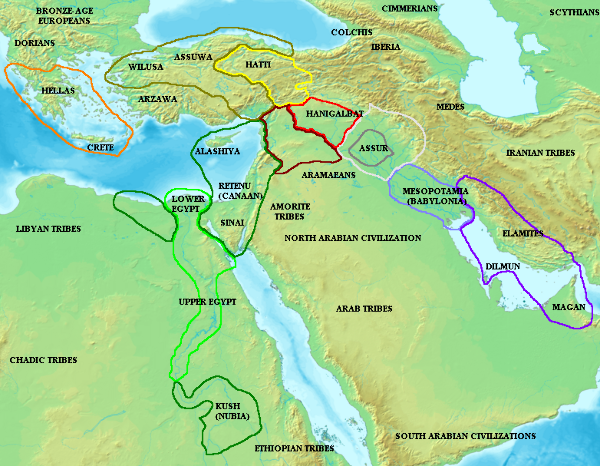 BRONZE-AGE
EUROPEANS
CIMMERIANS
SCYTHIANS
DORIANS
COLCHIS
IBERIA
ASSUWA
WILUSA
HATTI
HELLAS
ARZAWA
HANIGALBAT
MEDES
CRETE
ALASHIYA
ASSUR
IRANIAN TRIBES
ARAMAEANS
RETENU
(CANAAN)
MESOPOTAMIA
(BABYLONIA)
LOWER
EGYPT
AMORITE
TRIBES
LIBYAN TRIBES
SINAI
NORTH ARABIAN CIVILIZATION
ELAMITES
DILMUN
UPPER EGYPT
ARAB TRIBES
MAGAN
CHADIC TRIBES
KUSH
(NUBIA)
ETHIOPIAN TRIBES
SOUTH ARABIAN CIVILIZATIONS